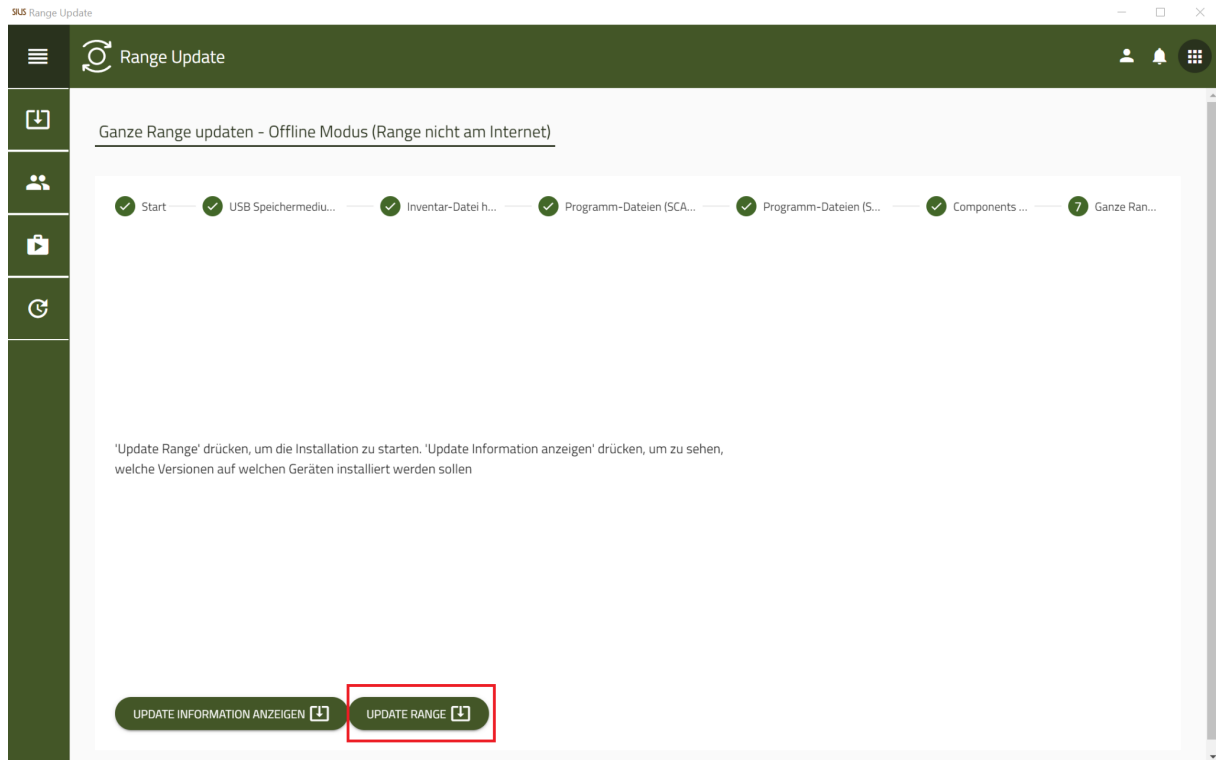 SIUS Range Update
Range Update
Ganze Range updaten - Offline Modus (Range nicht am Internet)
Start
USB Speichermediu...
Inventar-Datei h...
Programm-Dateien (SCA...
Programm-Dateien (S...
Components ...
7 Ganze Ran...
'Update Range' drücken, um die Installation zu starten. 'Update Information anzeigen' drücken, um zu sehen,
welche Versionen auf welchen Geräten installiert werden sollen
UPDATE INFORMATION ANZEIGEN
UPDATE RANGE